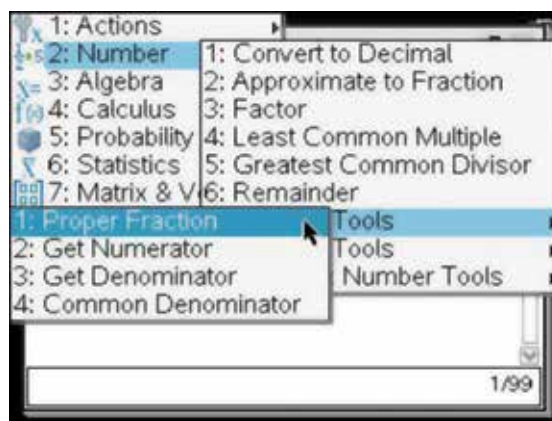 1: Actions
2: Number
3: Algebra
4: Calculus
5: Probability
6: Statistics
7: Matrix & V
1: Convert to Decimal
2: Approximate to Fraction
3: Factor
4: Least Common Multiple
5: Greatest Common Divisor
6: Remainder
Tools
Tools
Number Tools
1: Proper Fraction
2: Get Numerator
3: Get Denominator
4: Common Denominator
1/99